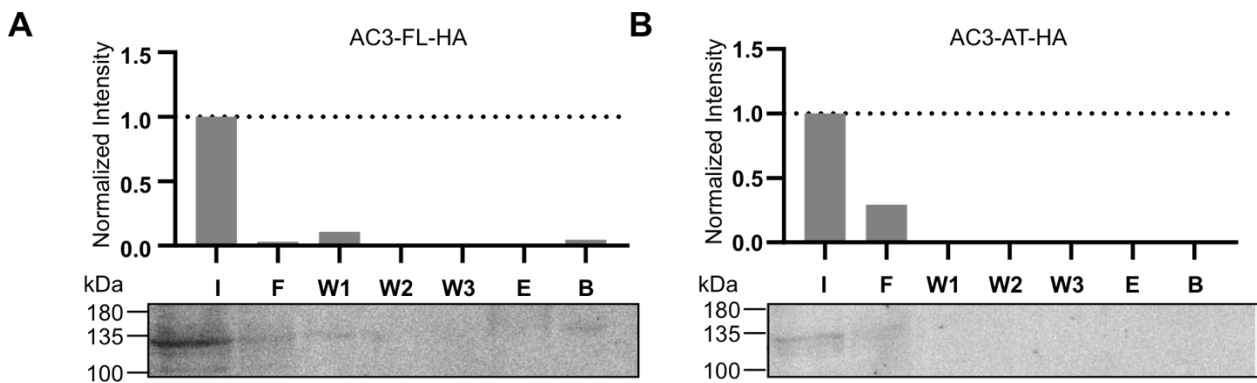 A
AC3-FL-HA
Normalized Intensity
1.5
1.0
0.5
0.0
kDa
I F W1 W2 W3 E B
180
135
100
B
AC3-AT-HA
Normalized Intensity
1.5
1.0
0.5
0.0
kDa
I F W1 W2 W3 E B
180
135
100